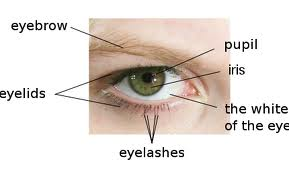 eyebrow
pupil
iris
eyelids
the white
of the eye
eyelashes